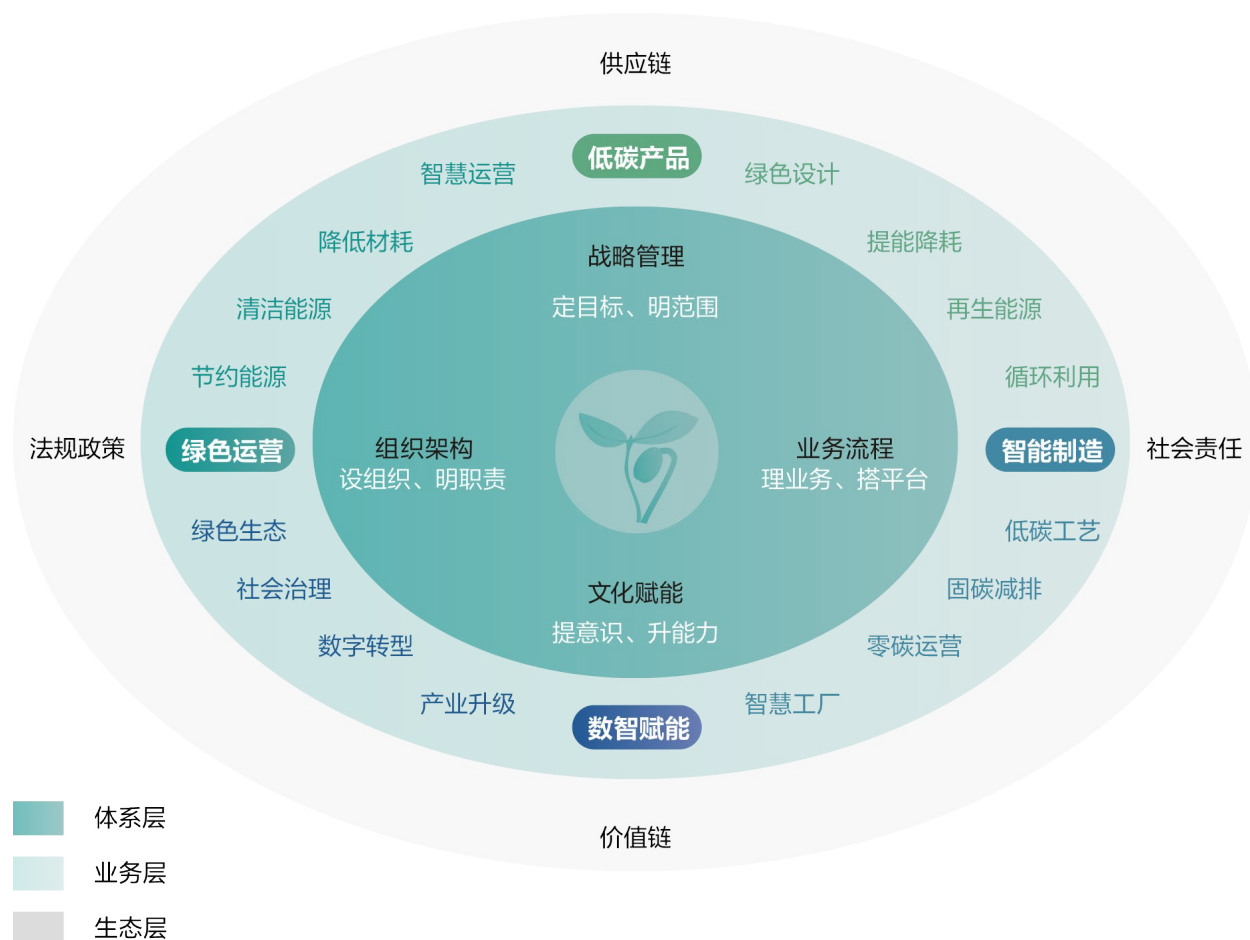 供应链
低碳产品
智慧运营
绿色设计
降低材耗
提能降耗
战略管理
定目标、明范围
清洁能源
再生能源
节约能源
循环利用
法规政策
绿色运营
组织架构
设组织、明职责
业务流程
理业务、搭平台
智能制造
社会责任
绿色生态
低碳工艺
社会治理
固碳减排
文化赋能
提意识、升能力
数字转型
零碳运营
产业升级
数智赋能
智慧工厂
价值链
体系层
业务层
生态层